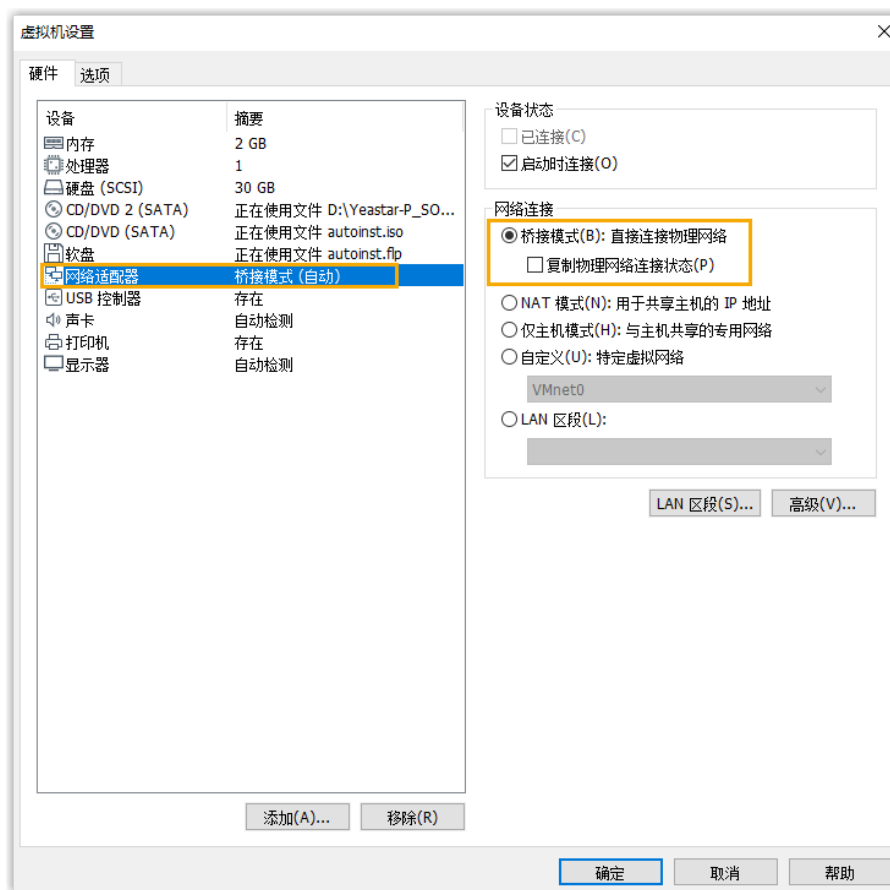 虚拟机设置
硬件 选项
设备 摘要
内存 2 GB
处理器 1
硬盘 (SCSI) 30 GB
CD/DVD 2 (SATA) 正在使用文件 D:\Yeastar-P_SO...
CD/DVD (SATA) 正在使用文件 autoinst.iso
软盘 正在使用文件 autoinst.flp
网络适配器 桥接模式 (自动)
USB 控制器 存在
声卡 自动检测
打印机 存在
显示器 自动检测
添加(A)... 移除(R)
设备状态
已连接(C)
启动时连接(O)
网络连接
桥接模式(B): 直接连接物理网络
复制物理网络连接状态(P)
NAT 模式(N): 用于共享主机的 IP 地址
仅主机模式(H): 与主机共享的专用网络
自定义(U): 特定虚拟网络
VMnet0
LAN 区段(L):
LAN 区段(S)... 高级(V)...
确定 取消 帮助